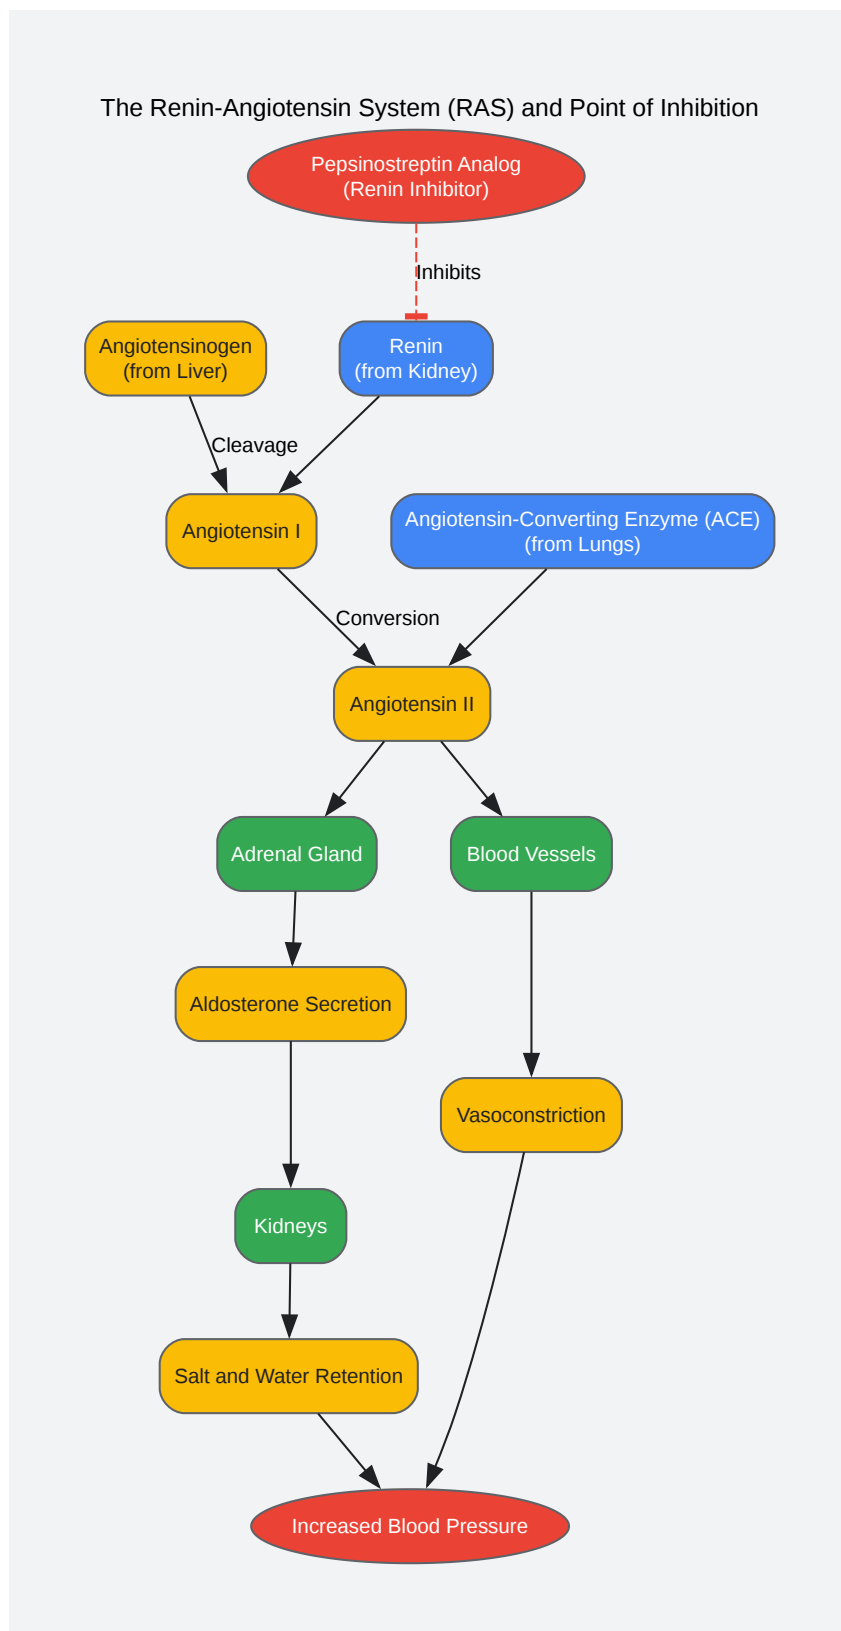 The Renin-Angiotensin System (RAS) and Point of Inhibition
Pepsinostreptin Analog
(Renin Inhibitor)
Inhibits
Angiotensinogen
(from Liver)
Renin
(from Kidney)
Cleavage
Angiotensin I
Angiotensin-Converting Enzyme (ACE)
(from Lungs)
Conversion
Angiotensin II
Adrenal Gland
Blood Vessels
Aldosterone Secretion
Vasoconstriction
Kidneys
Salt and Water Retention
Increased Blood Pressure